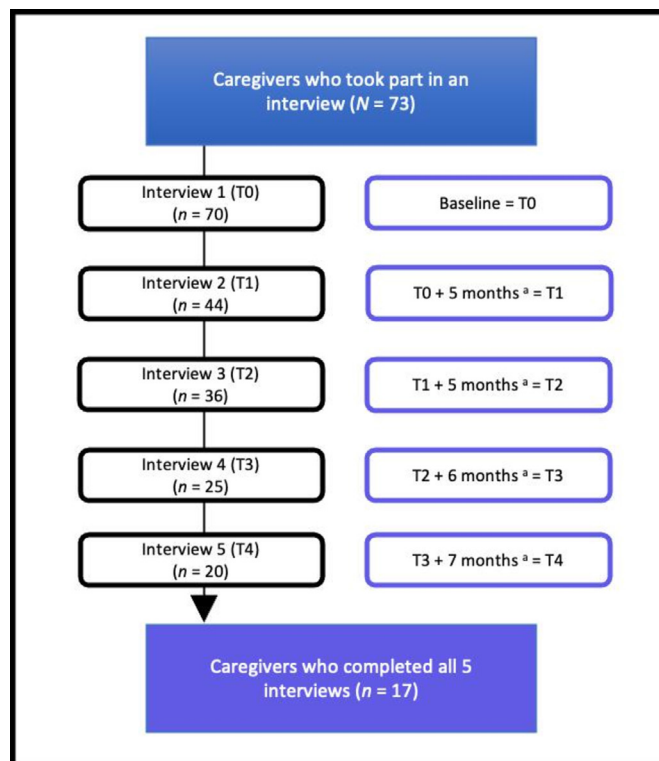 Caregivers who took part in an
interview (N = 73)
Interview 1 (T0)
(n = 70)
Baseline = T0
Interview 2 (T1)
(n = 44)
T0 + 5 months ᵃ = T1
Interview 3 (T2)
(n = 36)
T1 + 5 months ᵃ = T2
Interview 4 (T3)
(n = 25)
T2 + 6 months ᵃ = T3
Interview 5 (T4)
(n = 20)
T3 + 7 months ᵃ = T4
Caregivers who completed all 5
interviews (n = 17)